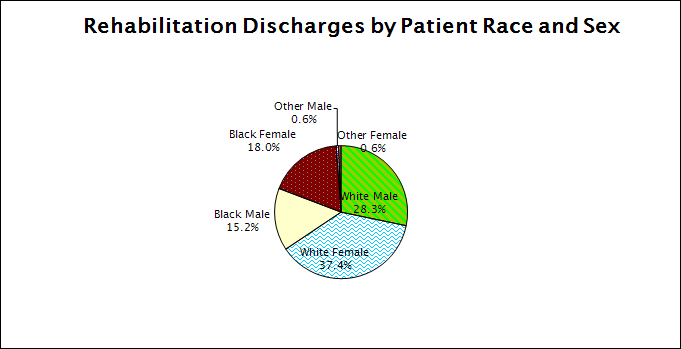 Rehabilitation Discharges by Patient Race and Sex
Other Male
0.6%
Black Female
18.0%
Other Female
0.6%
White Male
28.3%
Black Male
15.2%
White Female
37.4%